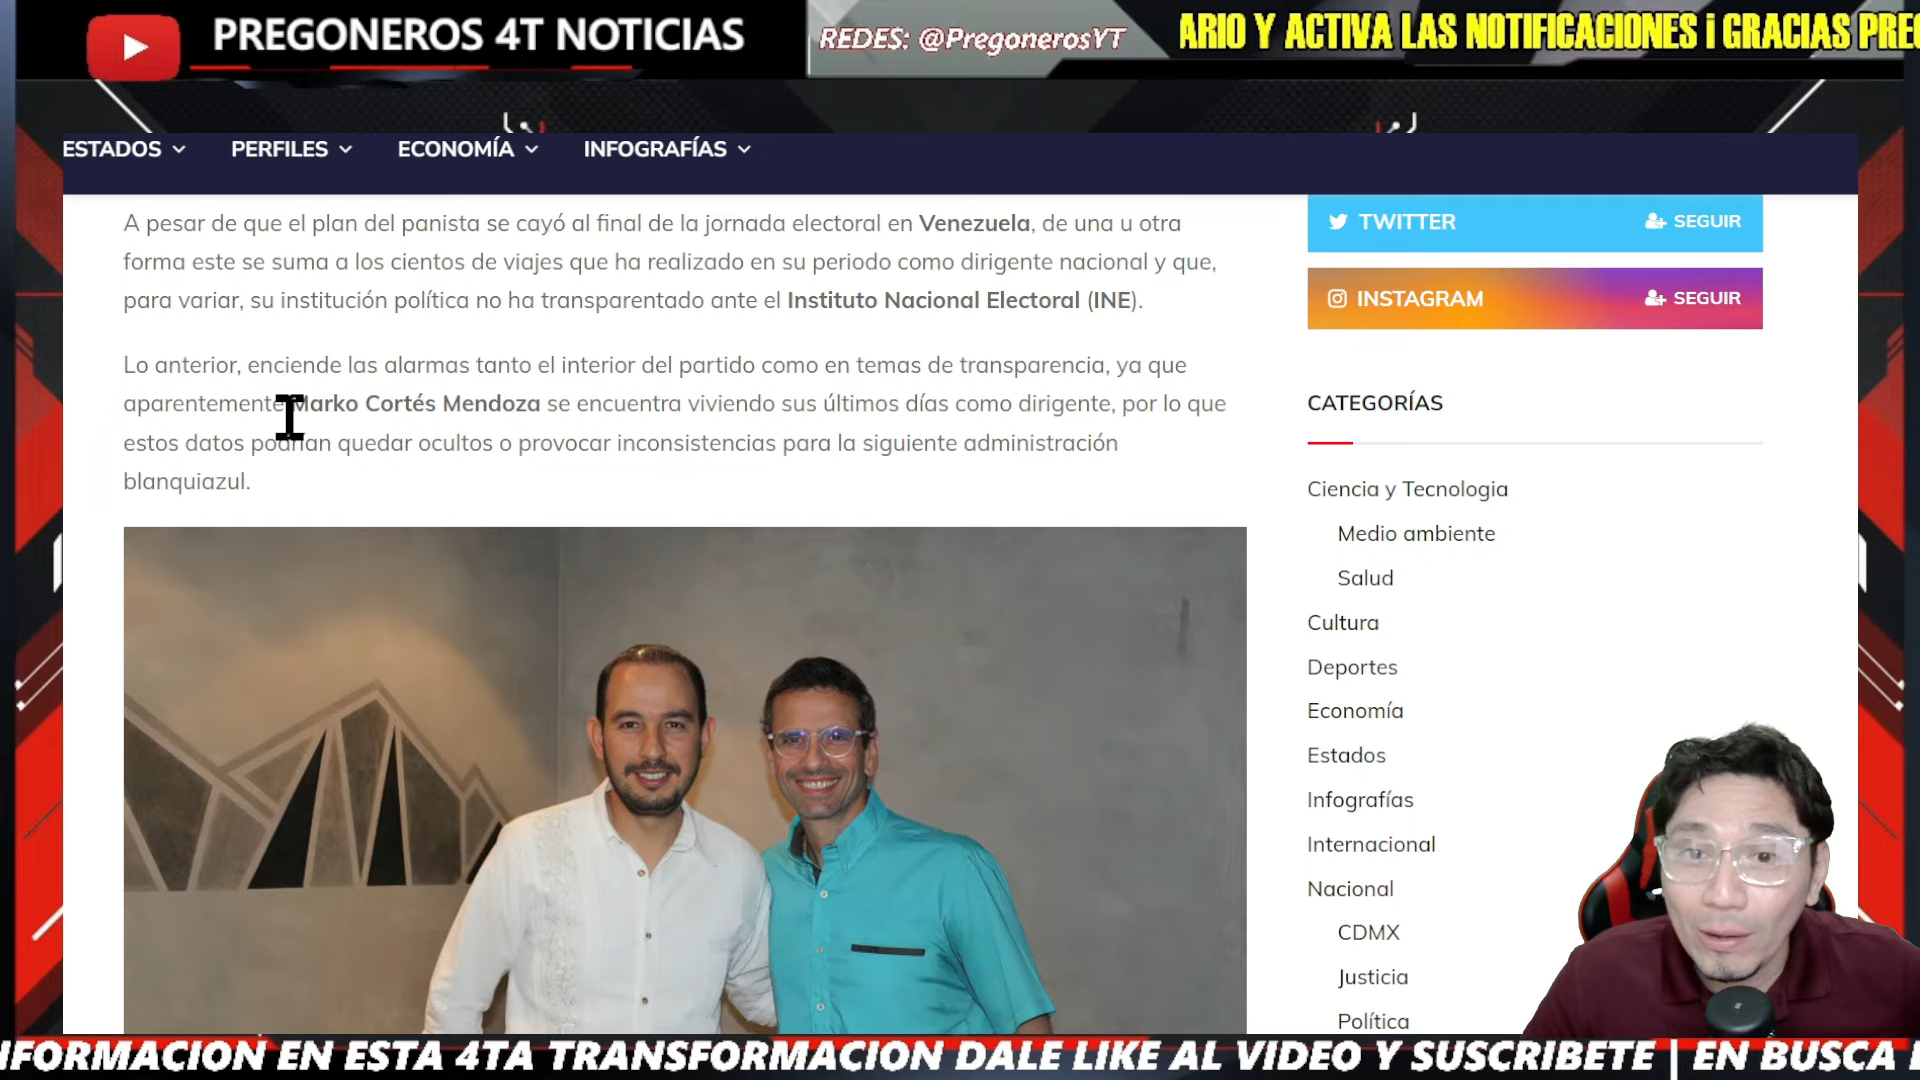 PREGONEROS 4T NOTICIAS
REDES: @PregonerosYT
ARIO Y ACTIVA LAS NOTIFICACIONES ¡ GRACIAS
ESTADOS
PERFILES
ECONOMÍA
INFOGRAFÍAS
A pesar de que el plan del panista se cayó al final de la jornada electoral en Venezuela, de una u otra
forma este se suma a los cientos de viajes que ha realizado en su periodo como dirigente nacional y que,
para variar, su institución política no ha transparentado ante el Instituto Nacional Electoral (INE).
Lo anterior, enciende las alarmas tanto el interior del partido como en temas de transparencia, ya que
aparentemente Marko Cortés Mendoza se encuentra viviendo sus últimos días como dirigente, por lo que
estos datos podrían quedar ocultos o provocar inconsistencias para la siguiente administración
blanquiazul.
TWITTER
SEGUIR
INSTAGRAM
SEGUIR
CATEGORÍAS
Ciencia y Tecnologia
Medio ambiente
Salud
Cultura
Deportes
Economía
Estados
Infografías
Internacional
Nacional
CDMX
Justicia
Política
NFORMACION EN ESTA 4TA TRANSFORMACION DALE LIKE AL VIDEO Y SUSCRIBETE | EN BUSCA